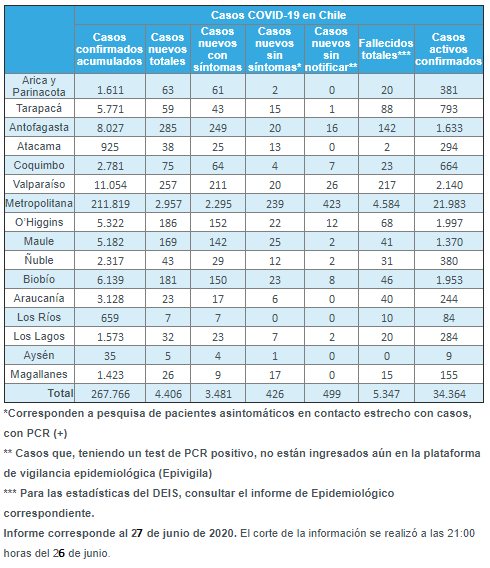 Casos COVID-19 en Chile
Casos confirmados acumulados Casos nuevos totales Casos nuevos con síntomas Casos nuevos sin síntomas* Casos nuevos sin notificar** Fallecidos totales*** Casos activos confirmados
Arica y Parinacota 1.611 63 61 2 0 20 381
Tarapacá 5.771 59 43 15 1 88 793
Antofagasta 8.027 285 249 20 16 142 1.633
Atacama 925 38 25 13 0 2 294
Coquimbo 2.781 75 64 4 7 23 664
Valparaíso 11.054 257 211 20 26 217 2.140
Metropolitana 211.819 2.957 2.295 239 423 4.584 21.983
O'Higgins 5.322 186 152 22 12 68 1.997
Maule 5.182 169 142 25 2 41 1.370
Ñuble 2.317 43 29 12 2 31 380
Biobío 6.139 181 150 23 8 46 1.953
Araucanía 3.128 23 17 6 0 40 244
Los Ríos 659 7 7 0 0 10 84
Los Lagos 1.573 32 23 7 2 20 284
Aysén 35 5 4 1 0 0 9
Magallanes 1.423 26 9 17 0 15 155
Total 267.766 4.406 3.481 426 499 5.347 34.364
*Corresponden a pesquisa de pacientes asintomáticos en contacto estrecho con casos,
con PCR (+)
** Casos que, teniendo un test de PCR positivo, no están ingresados aún en la plataforma
de vigilancia epidemiológica (Epivigila)
*** Para las estadísticas del DEIS, consultar el informe de Epidemiológico
correspondiente.
Informe corresponde al 27 de junio de 2020. El corte de la información se realizó a las 21:00
horas del 26 de junio.